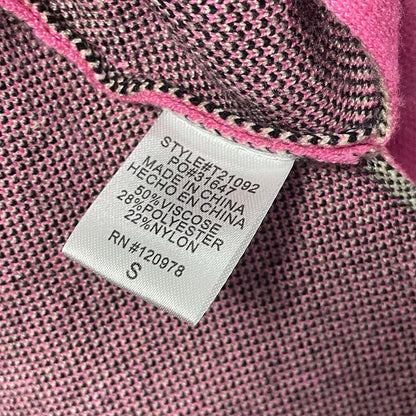 STYLE#T21092
PO#31647
MADE IN CHINA
HECHO EN CHINA
50%VISCOSE
28%POLYESTER
22%NYLON
RN #120978
S